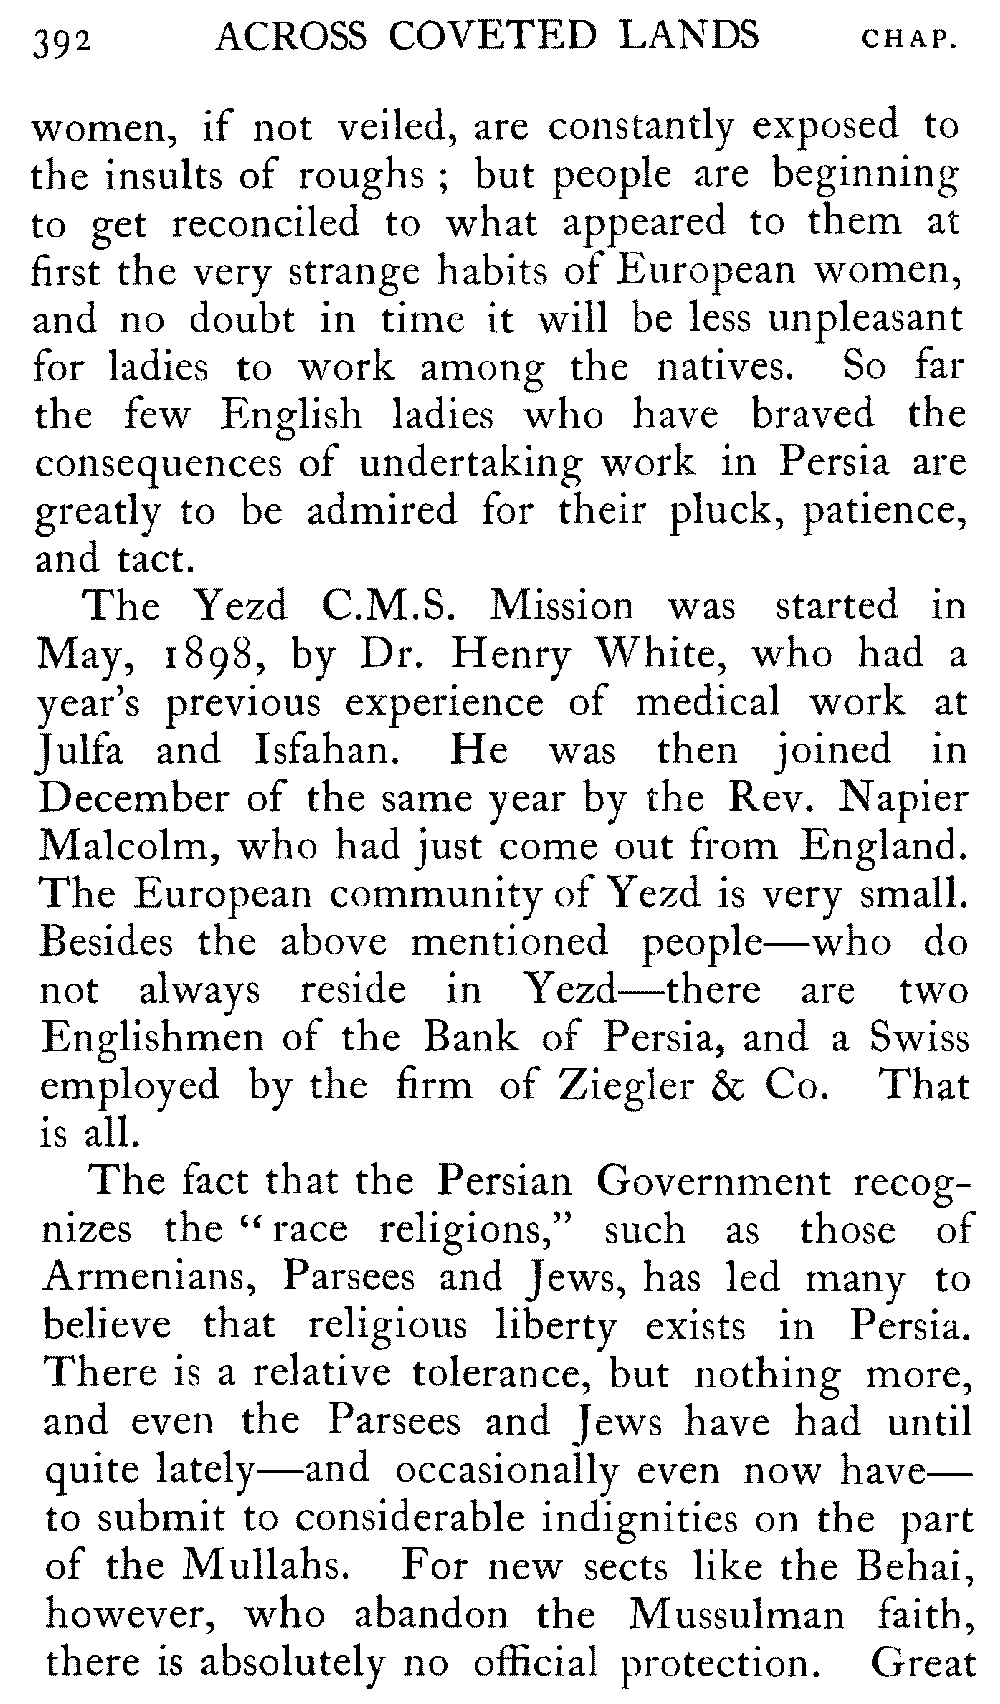 392 ACROSS COVETED LANDS CHAP.
women, if not veiled, are constantly exposed to
the insults of roughs ; but people are beginning
to get reconciled to what appeared to them at
first the very strange habits of European women,
and no doubt in time it will be less unpleasant
for ladies to work among the natives. So far
the few English ladies who have braved the
consequences of undertaking work in Persia are
greatly to be admired for their pluck, patience,
and tact.
The Yezd C.M.S. Mission was started in
May, 1898, by Dr. Henry White, who had a
year's previous experience of medical work at
Julfa and Isfahan. He was then joined in
December of the same year by the Rev. Napier
Malcolm, who had just come out from England.
The European community of Yezd is very small.
Besides the above mentioned people—who do
not always reside in Yezd—there are two
Englishmen of the Bank of Persia, and a Swiss
employed by the firm of Ziegler & Co. That
is all.
The fact that the Persian Government recog-
nizes the “race religions,” such as those of
Armenians, Parsees and Jews, has led many to
believe that religious liberty exists in Persia.
There is a relative tolerance, but nothing more,
and even the Parsees and Jews have had until
quite lately—and occasionally even now have—
to submit to considerable indignities on the part
of the Mullahs. For new sects like the Behai,
however, who abandon the Mussulman faith,
there is absolutely no official protection. Great